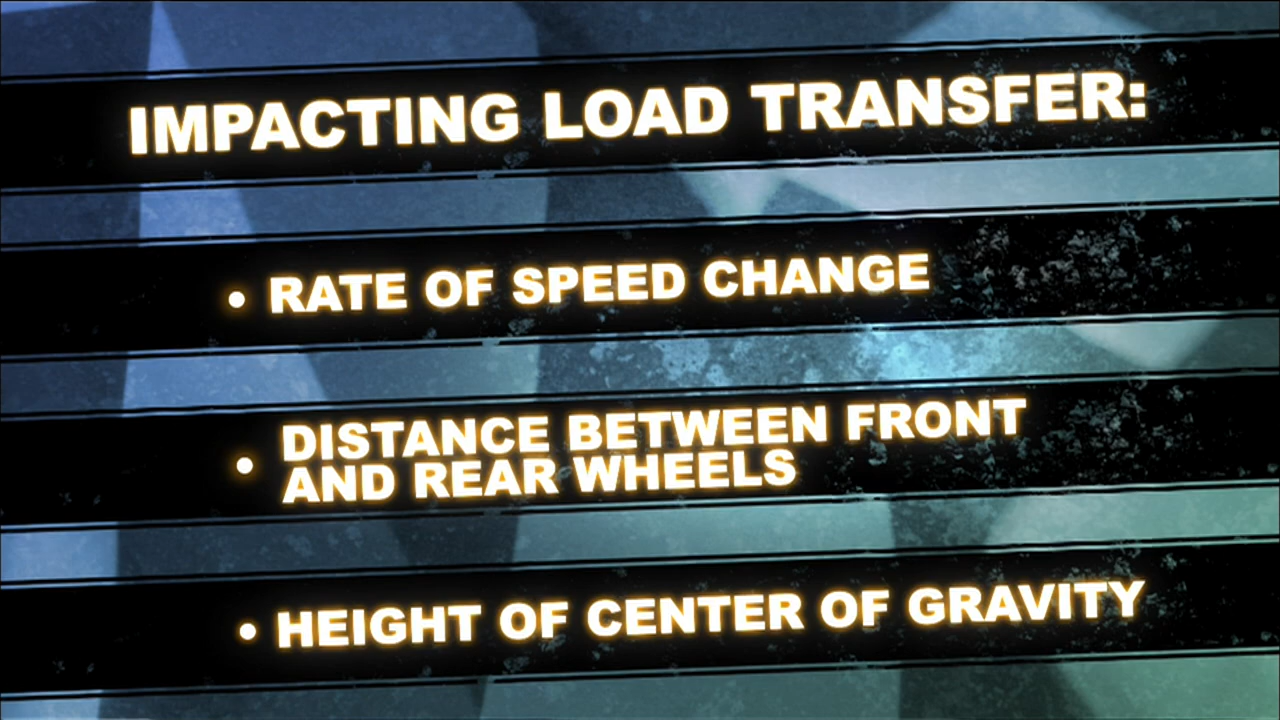 IMPACTING LOAD TRANSFER:
• RATE OF SPEED CHANGE
• DISTANCE BETWEEN FRONT
AND REAR WHEELS
• HEIGHT OF CENTER OF GRAVITY